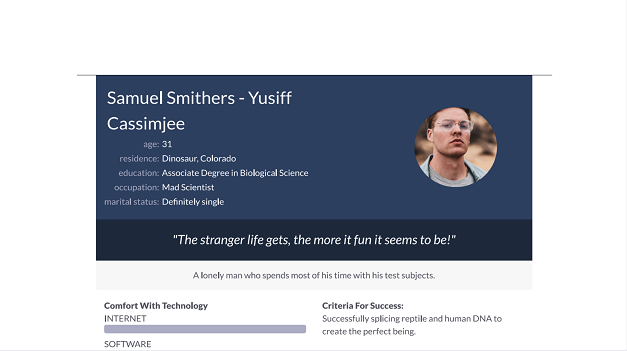 Samuel Smithers - Yusiff
Cassimjee
age: 31
residence: Dinosaur, Colorado
education: Associate Degree in Biological Science
occupation: Mad Scientist
marital status: Definitely single
"The stranger life gets, the more it fun it seems to be!"
A lonely man who spends most of his time with his test subjects.
Comfort With Technology
INTERNET
SOFTWARE
Criteria For Success:
Successfully splicing reptile and human DNA to
create the perfect being.